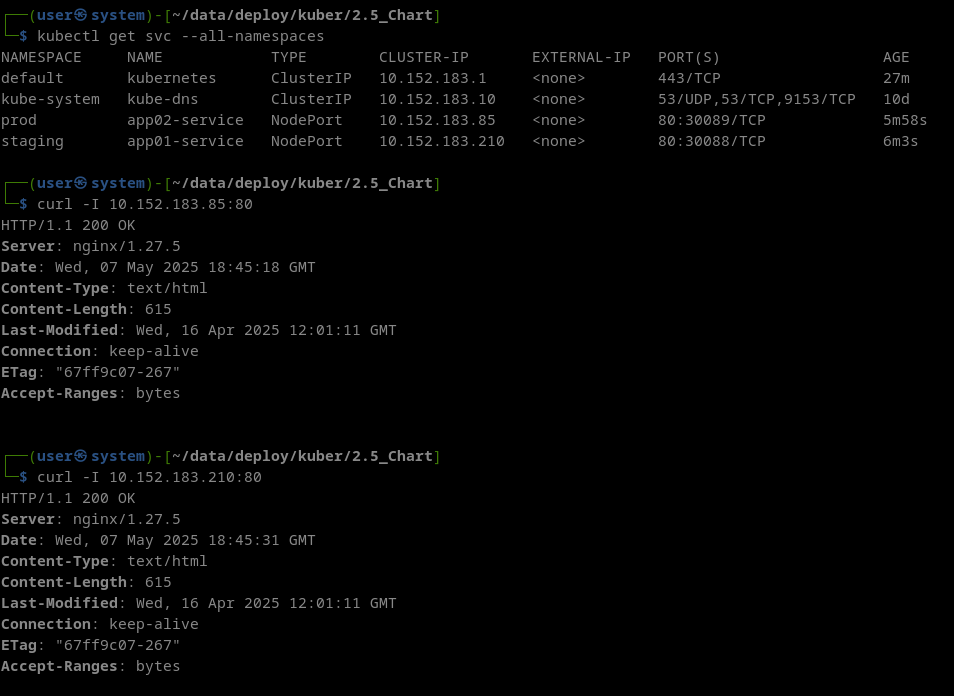 ┌──(user㉿system)-[~/data/deploy/kuber/2.5_Chart]
└─$ kubectl get svc --all-namespaces
NAMESPACE     NAME            TYPE        CLUSTER-IP       EXTERNAL-IP   PORT(S)                  AGE
default       kubernetes      ClusterIP   10.152.183.1     <none>        443/TCP                  27m
kube-system   kube-dns        ClusterIP   10.152.183.10    <none>        53/UDP,53/TCP,9153/TCP   10d
prod          app02-service   NodePort    10.152.183.85    <none>        80:30089/TCP             5m58s
staging       app01-service   NodePort    10.152.183.210   <none>        80:30088/TCP             6m3s
┌──(user㉿system)-[~/data/deploy/kuber/2.5_Chart]
└─$ curl -I 10.152.183.85:80
HTTP/1.1 200 OK
Server: nginx/1.27.5
Date: Wed, 07 May 2025 18:45:18 GMT
Content-Type: text/html
Content-Length: 615
Last-Modified: Wed, 16 Apr 2025 12:01:11 GMT
Connection: keep-alive
ETag: "67ff9c07-267"
Accept-Ranges: bytes
┌──(user㉿system)-[~/data/deploy/kuber/2.5_Chart]
└─$ curl -I 10.152.183.210:80
HTTP/1.1 200 OK
Server: nginx/1.27.5
Date: Wed, 07 May 2025 18:45:31 GMT
Content-Type: text/html
Content-Length: 615
Last-Modified: Wed, 16 Apr 2025 12:01:11 GMT
Connection: keep-alive
ETag: "67ff9c07-267"
Accept-Ranges: bytes